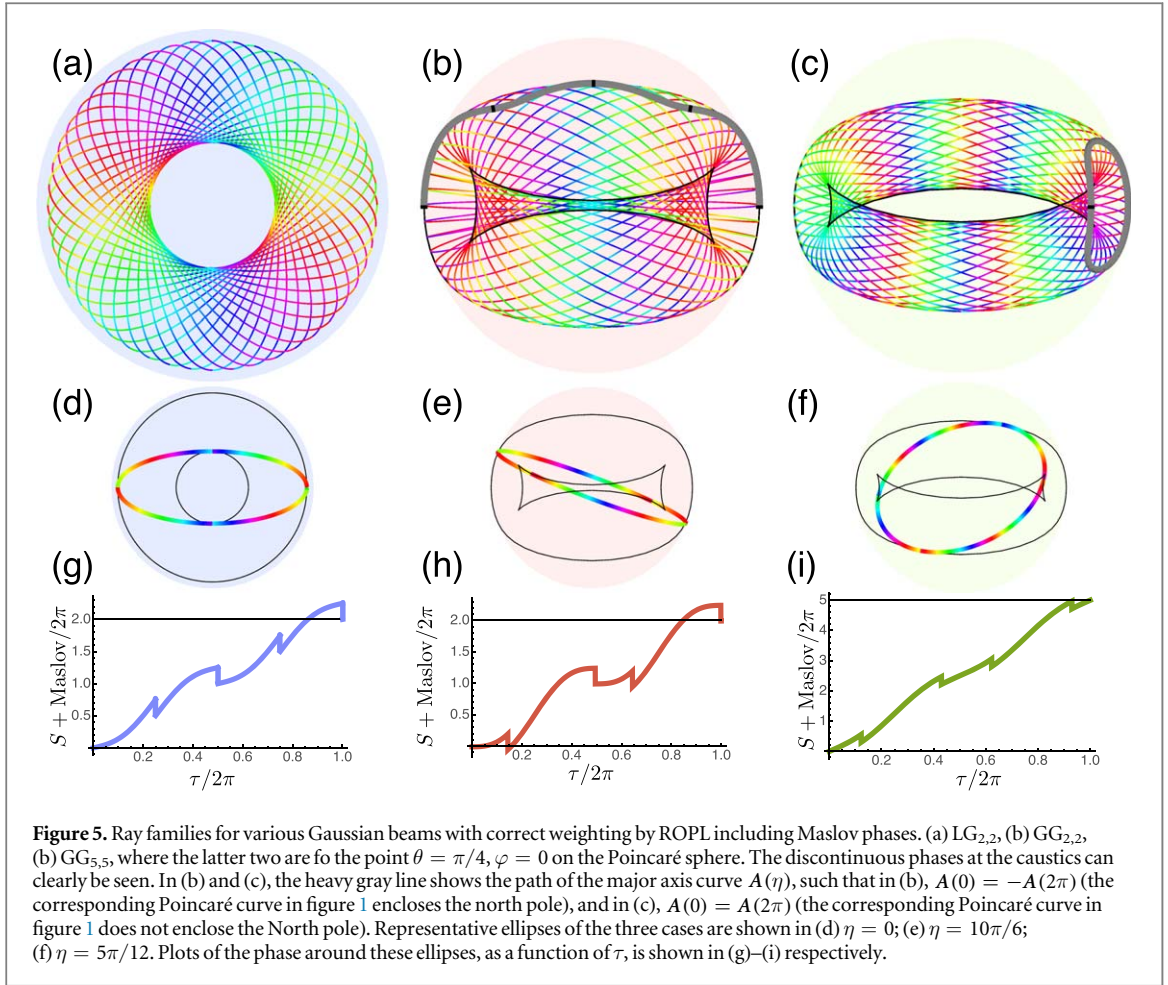 (a)
(b)
(c)
(d)
(e)
(f)
(g)
(h)
(i)
S + Maslov/2π
2.0
1.5
1.0
0.5
0.2 0.4 0.6 0.8 1.0
τ/2π
S + Maslov/2π
2.0
1.5
1.0
0.5
0.2 0.4 0.6 0.8 1.0
τ/2π
S + Maslov/2π
5
4
3
2
1
0.2 0.4 0.6 0.8 1.0
τ/2π
Figure 5. Ray families for various Gaussian beams with correct weighting by ROPL including Maslov phases. (a) LG2,2, (b) GG2,2,
(b) GG5,5, where the latter two are fo the point θ = π/4, φ = 0 on the Poincaré sphere. The discontinuous phases at the caustics can
clearly be seen. In (b) and (c), the heavy gray line shows the path of the major axis curve A(η), such that in (b), A(0) = −A(2π) (the
corresponding Poincaré curve in figure 1 encloses the north pole), and in (c), A(0) = A(2π) (the corresponding Poincaré curve in
figure 1 does not enclose the North pole). Representative ellipses of the three cases are shown in (d) η = 0; (e) η = 10π/6;
(f) η = 5π/12. Plots of the phase around these ellipses, as a function of τ, is shown in (g)–(i) respectively.